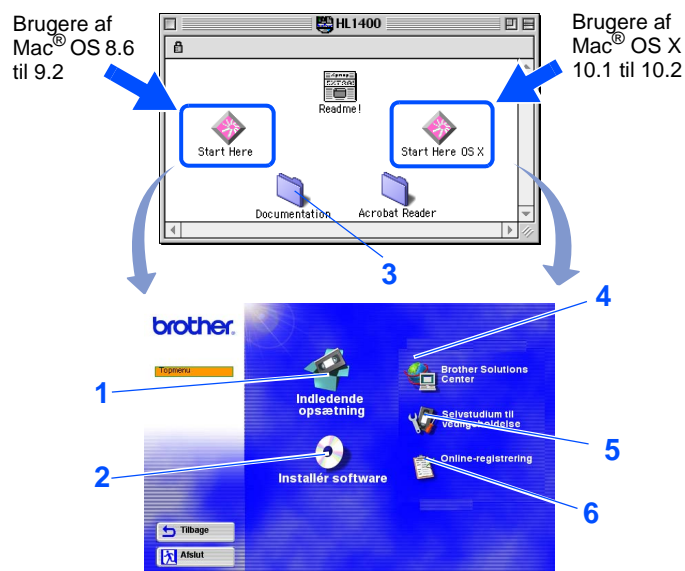 Brugere af
Mac® OS 8.6
til 9.2
HL1400
Brugere af
Mac® OS X
10.1 til 10.2
Readme!
Start Here
Start Here OS X
Documentation
Acrobat Reader
3
4
brother.
Topmenu
1
Indledende
opsætning
Brother Solutions
Center
Selvstudium til
vedligeholdelse
5
2
Installér software
Online-registrering
6
Tilbage
Afslut